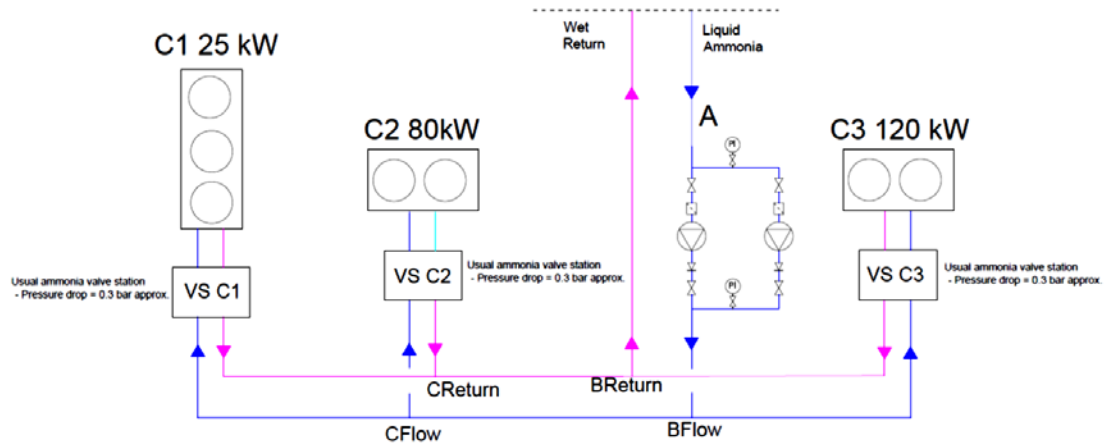 Wet
Return
Liquid
Ammonia
C1 25 kW
C2 80kW
A
C3 120 kW
PI
Usual ammonia valve station
- Pressure drop = 0.3 bar approx.
VS C1
VS C2
Usual ammonia valve station
- Pressure drop = 0.3 bar approx.
PI
VS C3
Usual ammonia valve station
- Pressure drop = 0.3 bar approx.
CReturn
BReturn
CFlow
BFlow